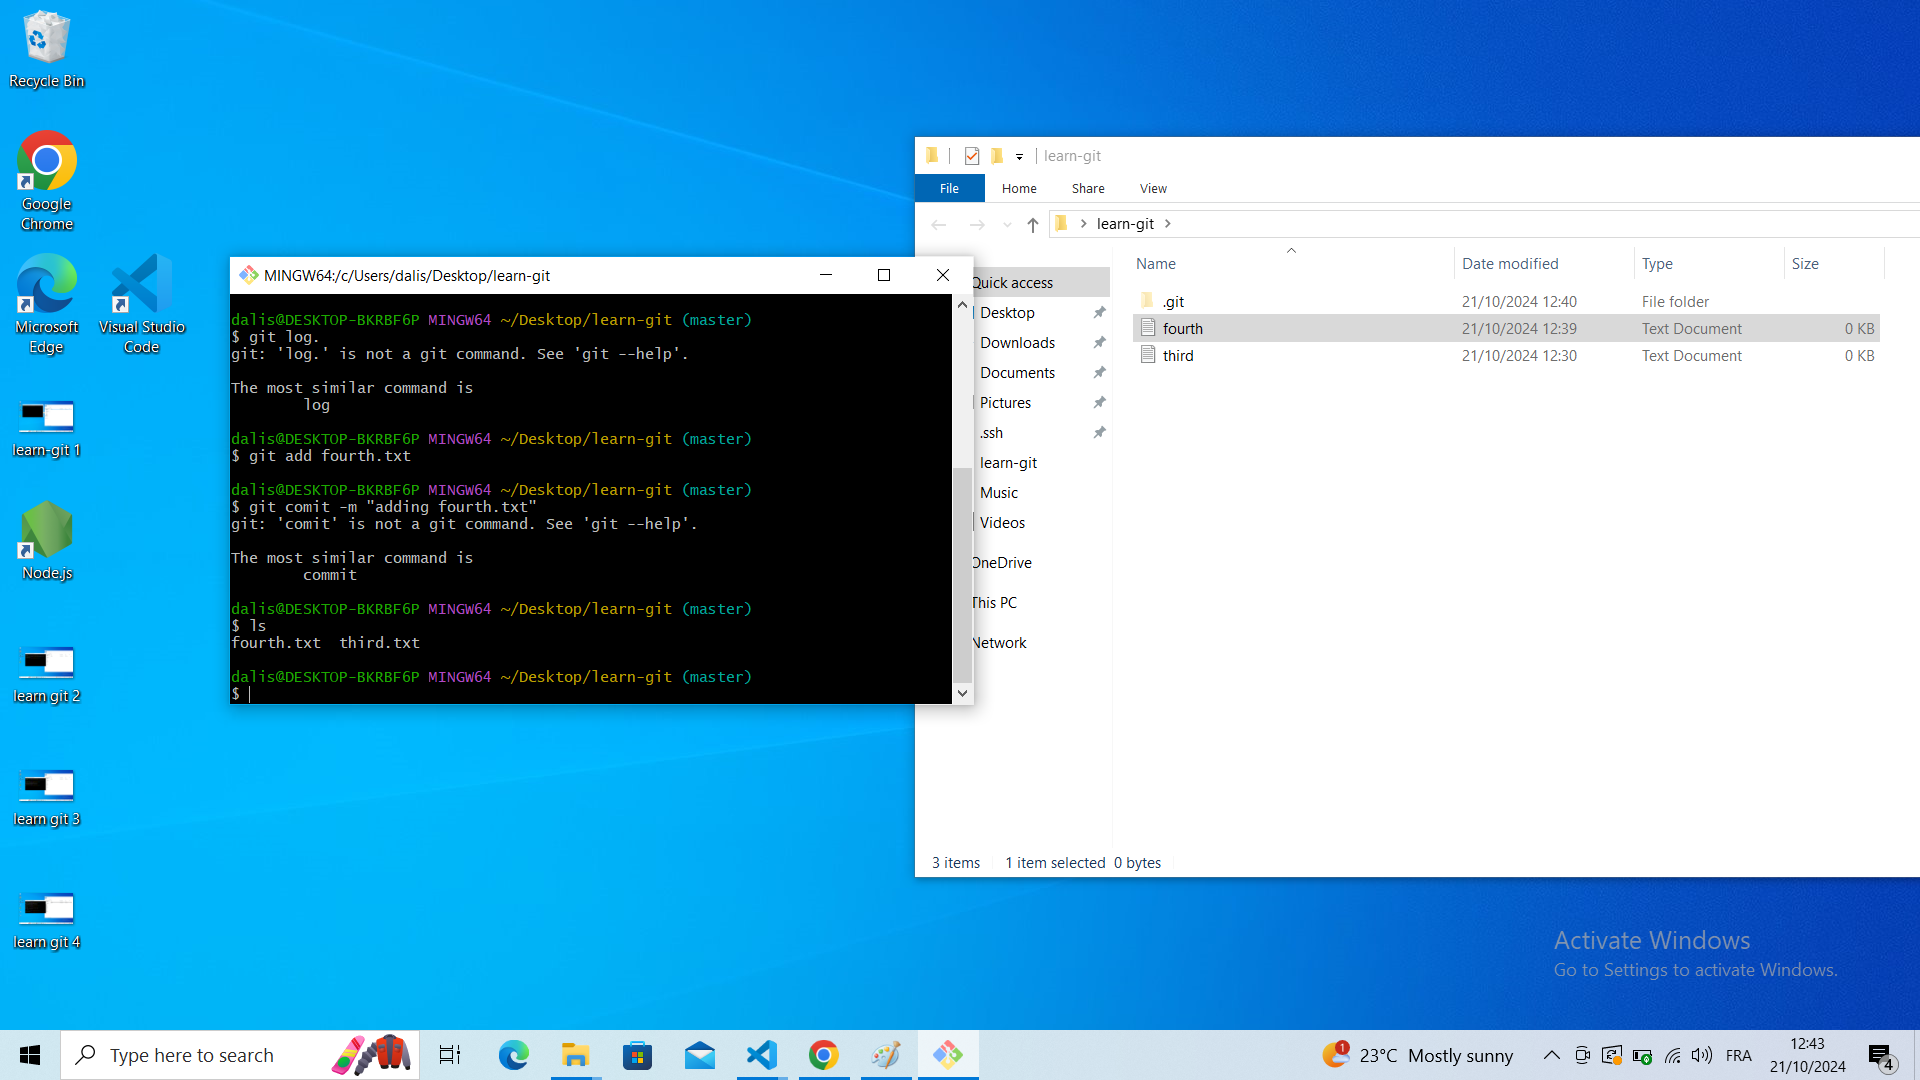 Recycle Bin
Google
Chrome
Microsoft
Edge
Visual Studio
Code
learn-git 1
Node.js
learn git 2
learn git 3
learn git 4
MINGW64:/c/Users/dalis/Desktop/learn-git
dalis@DESKTOP-BKRBF6P MINGW64 ~/Desktop/learn-git (master)
$ git log.
git: 'log.' is not a git command. See 'git --help'.
The most similar command is
log
dalis@DESKTOP-BKRBF6P MINGW64 ~/Desktop/learn-git (master)
$ git add fourth.txt
dalis@DESKTOP-BKRBF6P MINGW64 ~/Desktop/learn-git (master)
$ git comit -m "adding fourth.txt"
git: 'comit' is not a git command. See 'git --help'.
The most similar command is
commit
dalis@DESKTOP-BKRBF6P MINGW64 ~/Desktop/learn-git (master)
$ ls
fourth.txt  third.txt
dalis@DESKTOP-BKRBF6P MINGW64 ~/Desktop/learn-git (master)
$
learn-git
File Home Share View
learn-git
Quick access
Desktop
Downloads
Documents
Pictures
.ssh
learn-git
Music
Videos
OneDrive
This PC
Network
Name Date modified Type Size
.git 21/10/2024 12:40 File folder
fourth 21/10/2024 12:39 Text Document 0 KB
third 21/10/2024 12:30 Text Document 0 KB
3 items 1 item selected 0 bytes
Activate Windows
Go to Settings to activate Windows.
Type here to search
1
23°C Mostly sunny
FRA
12:43
21/10/2024
4